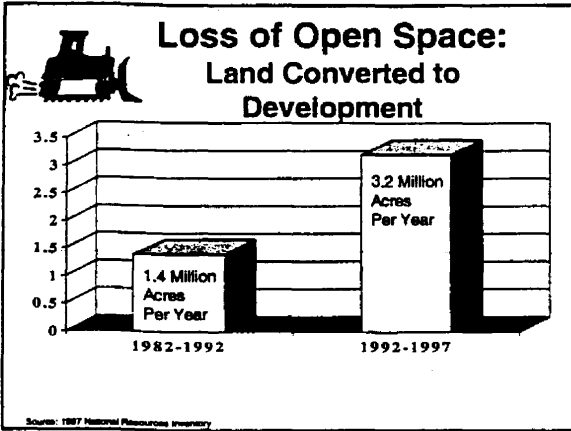 Loss of Open Space:
Land Converted to
Development
3.5
3
2.5
2
1.5
1
0.5
0
1.4 Million
Acres
Per Year
3.2 Million
Acres
Per Year
1982-1992
1992-1997
Source: 1997 National Resources Inventory